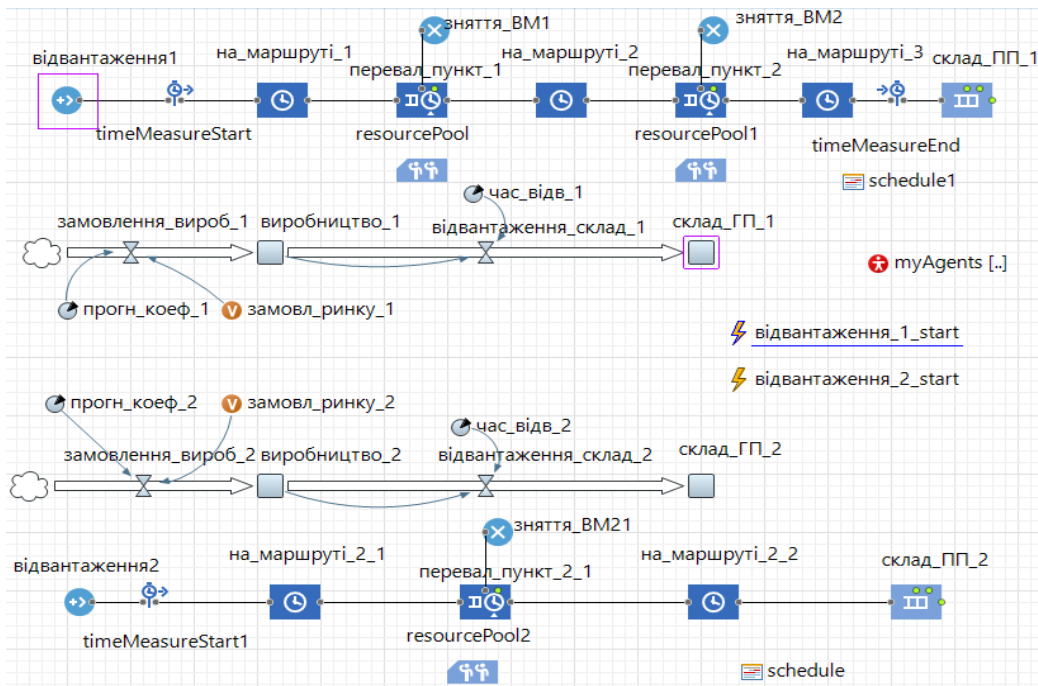 зняття_ВМ1
зняття_ВМ2
відвантаження1
на_маршруті_1
на_маршруті_2
на_маршруті_3
склад_ПП_1
перевал_пункт_1
перевал_пункт_2
timeMeasureStart
resourcePool
resourcePool1
timeMeasureEnd
schedule1
час_відв_1
замовлення_вироб_1
виробництво_1
відвантаження_склад_1
склад_ГП_1
myAgents [..]
прогн_коеф_1
V
замовл_ринку_1
відвантаження_1_start
відвантаження_2_start
прогн_коеф_2
V
замовл_ринку_2
час_відв_2
замовлення_вироб_2
виробництво_2
відвантаження_склад_2
склад_ГП_2
зняття_ВМ21
відвантаження2
на_маршруті_2_1
перевал_пункт_2_1
на_маршруті_2_2
склад_ПП_2
timeMeasureStart1
resourcePool2
schedule